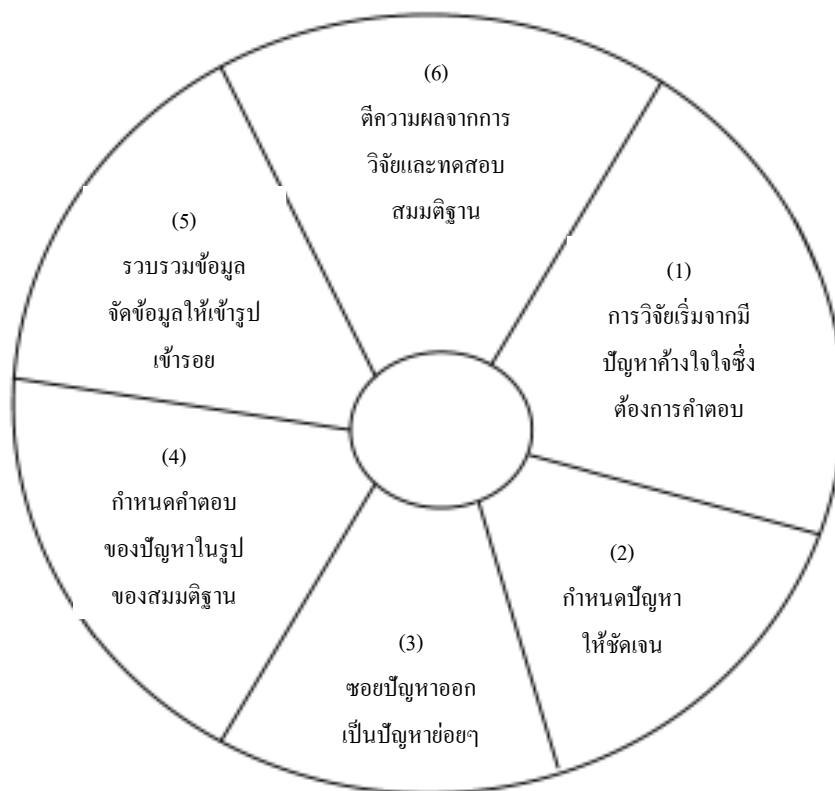 (1)
การวิจัยเริ่มจากมี
ปัญหาค้างใจใจซึ่ง
ต้องการคำตอบ
(2)
กำหนดปัญหา
ให้ชัดเจน
(3)
ซอยปัญหาออก
เป็นปัญหาย่อยๆ
(4)
กำหนดคำตอบ
ของปัญหาในรูป
ของสมมติฐาน
(5)
รวบรวมข้อมูล
จัดข้อมูลให้เข้ารูป
เข้ารอย
(6)
ตีความผลจากการ
วิจัยและทดสอบ
สมมติฐาน